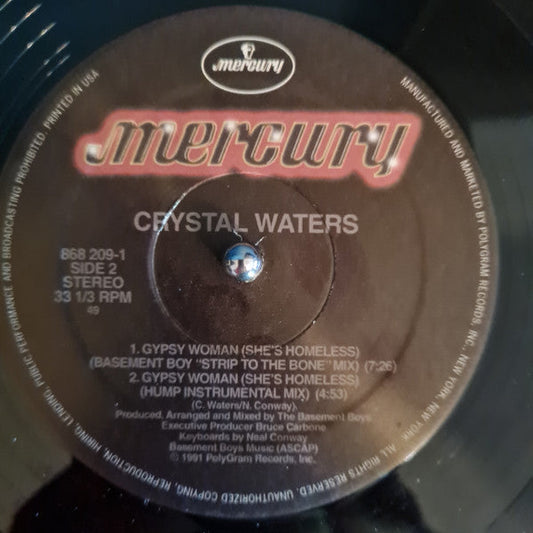 mercury
mercury
CRYSTAL WATERS
868 209-1
SIDE 2
STEREO
33 1/3 RPM
49
1. GYPSY WOMAN (SHE'S HOMELESS)
(BASEMENT BOY "STRIP TO THE BONE" MIX) (7:26)
2. GYPSY WOMAN (SHE'S HOMELESS)
(HUMP INSTRUMENTAL MIX) (4:53)
(C. Waters/N. Conway).
Produced, Arranged and Mixed by The Basement Boys
Executive Producer Bruce Carbone
Keyboards by Neal Conway
Basement Boys Music (ASCAP)
© 1991 PolyGram Records, Inc.
MANUFACTURED AND MARKETED BY POLYGRAM RECORDS, INC. NEW YORK, NEW YORK. ALL RIGHTS RESERVED. UNAUTHORIZED COPYING, REPRODUCTION, HIRING, LENDING PUBLIC PERFORMANCE AND BROADCASTING PROHIBITED. PRINTED IN USA